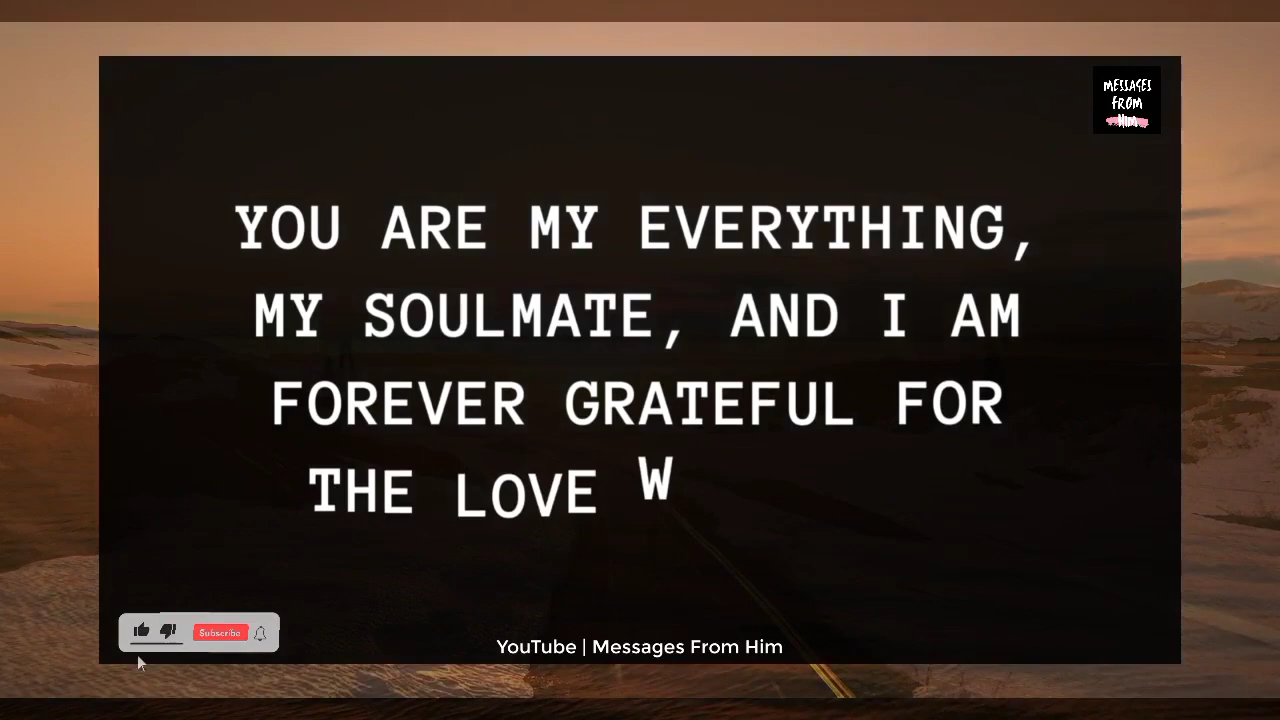 MESSAGES
FROM
Him
YOU ARE MY EVERYTHING,
MY SOULMATE, AND I AM
FOREVER GRATEFUL FOR
THE LOVE W
Subscribe
YouTube | Messages From Him